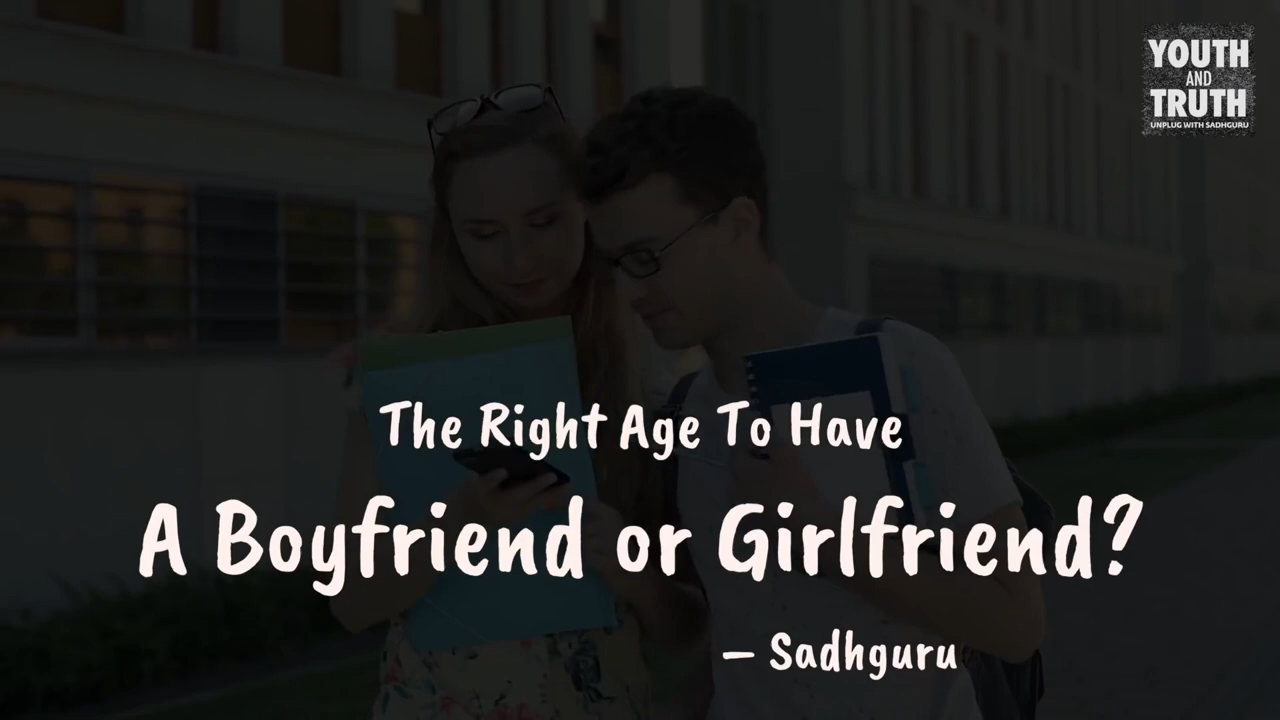 YOUTH
AND
TRUTH
UNPLUG WITH SADHGURU
The Right Age To Have
A Boyfriend or Girlfriend?
– Sadhguru